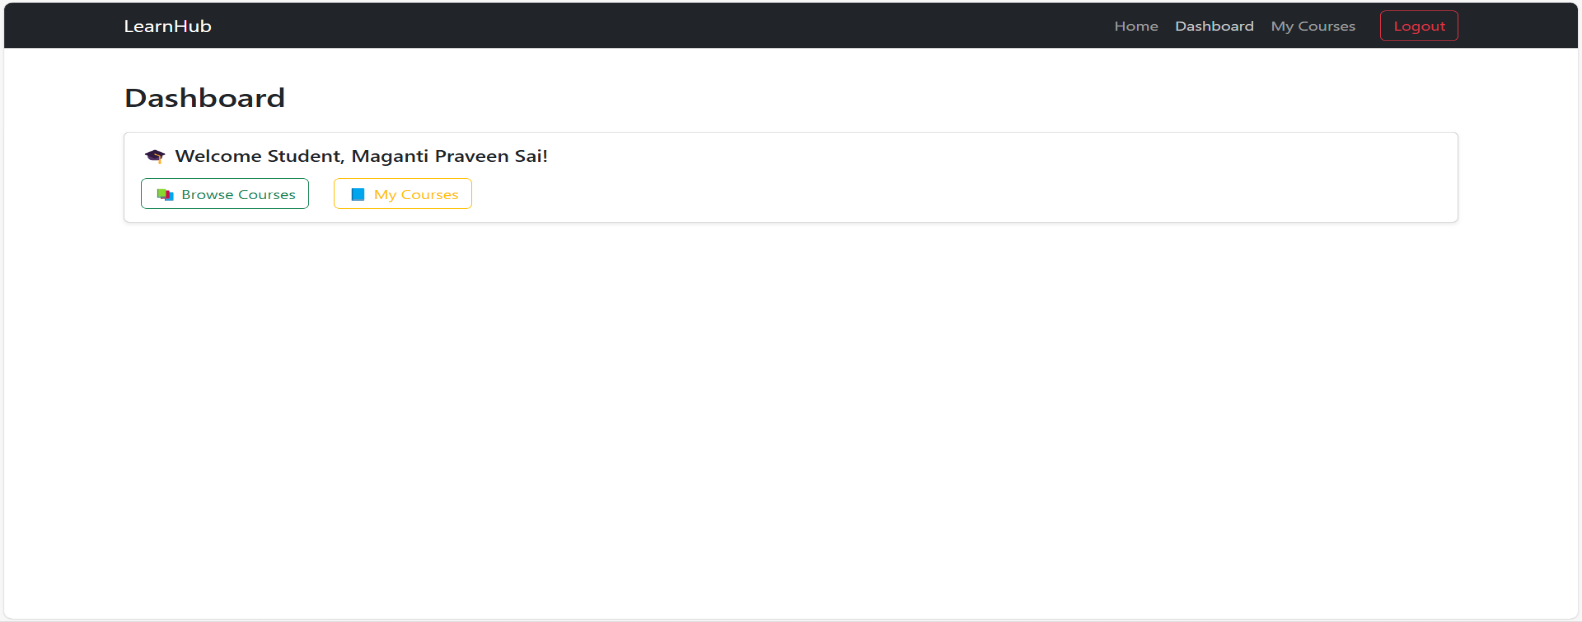 LearnHub Home Dashboard My Courses Logout
Dashboard
Welcome Student, Maganti Praveen Sai!
Browse Courses My Courses